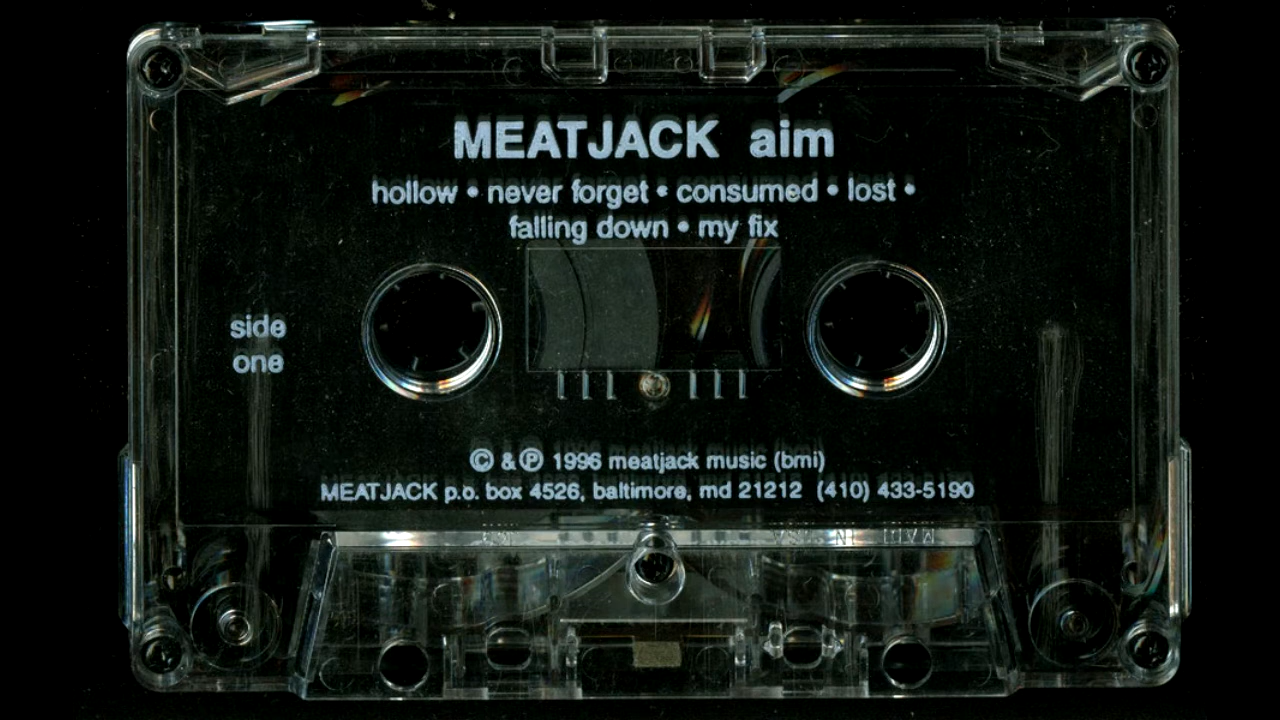 MEATJACK aim
hollow • never forget • consumed • lost •
falling down • my fix
side
one
© & ℗ 1996 meatjack music (bmi)
MEATJACK p.o. box 4526, baltimore, md 21212 (410) 433-5190